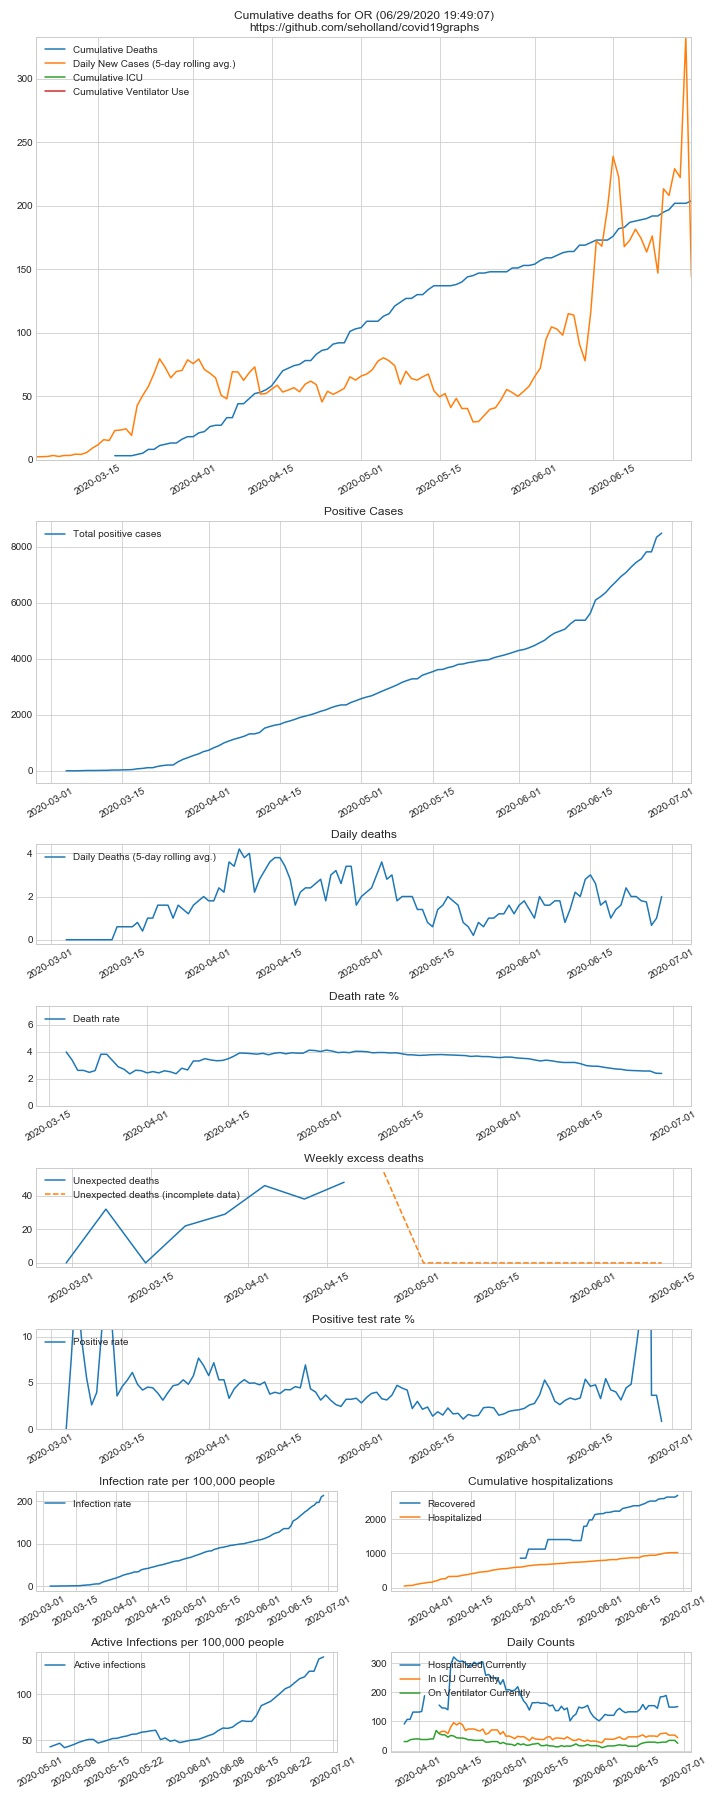 Cumulative deaths for OR (06/29/2020 19:49:07)
https://github.com/seholland/covid19graphs
Cumulative Deaths
Daily New Cases (5-day rolling avg.)
Cumulative ICU
Cumulative Ventilator Use
300
250
200
150
100
50
0
2020-03-15 2020-04-01 2020-04-15 2020-05-01 2020-05-15 2020-06-01 2020-06-15
Positive Cases
Total positive cases
8000
6000
4000
2000
0
2020-03-01 2020-03-15 2020-04-01 2020-04-15 2020-05-01 2020-05-15 2020-06-01 2020-06-15 2020-07-01
Daily deaths
Daily Deaths (5-day rolling avg.)
4
2
0
2020-03-01 2020-03-15 2020-04-01 2020-04-15 2020-05-01 2020-05-15 2020-06-01 2020-06-15 2020-07-01
Death rate %
Death rate
6
4
2
0
2020-03-15 2020-04-01 2020-04-15 2020-05-01 2020-05-15 2020-06-01 2020-06-15 2020-07-01
Weekly excess deaths
Unexpected deaths
Unexpected deaths (incomplete data)
40
20
0
2020-03-01 2020-03-15 2020-04-01 2020-04-15 2020-05-01 2020-05-15 2020-06-01 2020-06-15
Positive test rate %
Positive rate
10
5
0
2020-03-01 2020-03-15 2020-04-01 2020-04-15 2020-05-01 2020-05-15 2020-06-01 2020-06-15 2020-07-01
Infection rate per 100,000 people
Infection rate
200
100
0
2020-03-01 2020-03-15 2020-04-01 2020-04-15 2020-05-01 2020-05-15 2020-06-01 2020-06-15 2020-07-01
Cumulative hospitalizations
Recovered
Hospitalized
2000
1000
0
2020-04-01 2020-04-15 2020-05-01 2020-05-15 2020-06-01 2020-06-15 2020-07-01
Active Infections per 100,000 people
Active infections
100
50
2020-05-01 2020-05-08 2020-05-15 2020-05-22 2020-06-01 2020-06-08 2020-06-15 2020-06-22 2020-07-01
Daily Counts
Hospitalized Currently
In ICU Currently
On Ventilator Currently
300
200
100
0
2020-04-01 2020-04-15 2020-05-01 2020-05-15 2020-06-01 2020-06-15 2020-07-01